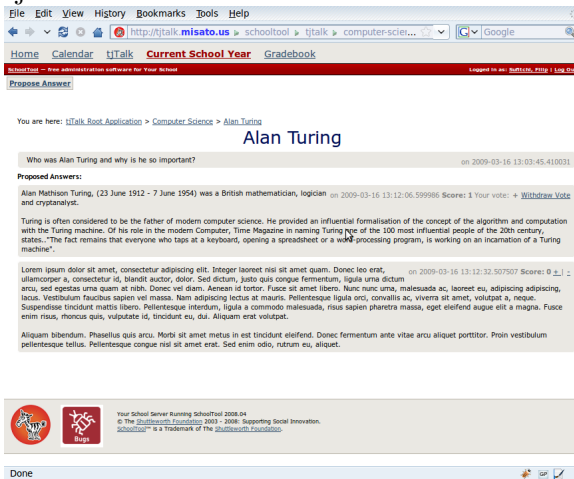 File Edit View History Bookmarks Tools Help
http://tjtalk.misato.us ▸ schooltool ▸ tjtalk ▸ computer-scier... Google
Home Calendar tjTalk Current School Year Gradebook
SchoolTool — free administration software for Your School Logged in as: Suftichi, Filip | Log Ou
Propose Answer
You are here: tjTalk Root Application > Computer Science > Alan Turing
Alan Turing
Who was Alan Turing and why is he so important? on 2009-03-16 13:03:45.410031
Proposed Answers:
Alan Mathison Turing, (23 June 1912 - 7 June 1954) was a British mathematician, logician on 2009-03-16 13:12:06.599986 Score: 1 Your vote: + Withdraw Vote
and cryptanalyst.
Turing is often considered to be the father of modern computer science. He provided an influential formalisation of the concept of the algorithm and computation
with the Turing machine. Of his role in the modern Computer, Time Magazine in naming Turing one of the 100 most influential people of the 20th century,
states.."The fact remains that everyone who taps at a keyboard, opening a spreadsheet or a word-processing program, is working on an incarnation of a Turing
machine".
Lorem ipsum dolor sit amet, consectetur adipiscing elit. Integer laoreet nisi sit amet quam. Donec leo erat, on 2009-03-16 13:12:32.507507 Score: 0 + | -
ullamcorper a, consectetur id, blandit auctor, dolor. Sed dictum, justo quis congue fermentum, ligula urna dictum
arcu, sed egestas urna quam at nibh. Donec vel diam. Aenean id tortor. Fusce sit amet libero. Nunc nunc urna, malesuada ac, laoreet eu, adipiscing adipiscing,
lacus. Vestibulum faucibus sapien vel massa. Nam adipiscing lectus at mauris. Pellentesque ligula orci, convallis ac, viverra sit amet, volutpat a, neque.
Suspendisse tincidunt mattis libero. Pellentesque interdum, ligula a commodo malesuada, risus sapien pharetra massa, eget eleifend augue elit a magna. Fusce
enim risus, rhoncus quis, vulputate id, tincidunt eu, dui. Aliquam erat volutpat.
Aliquam bibendum. Phasellus quis arcu. Morbi sit amet metus in est tincidunt eleifend. Donec fermentum ante vitae arcu aliquet porttitor. Proin vestibulum
pellentesque tellus. Pellentesque congue nisl sit amet erat. Sed enim odio, rutrum eu, aliquet.
Your School Server Running SchoolTool 2008.04
© The Shuttleworth Foundation 2003 - 2008: Supporting Social Innovation.
SchoolTool™ is a Trademark of The Shuttleworth Foundation.
Bugs
Done GP